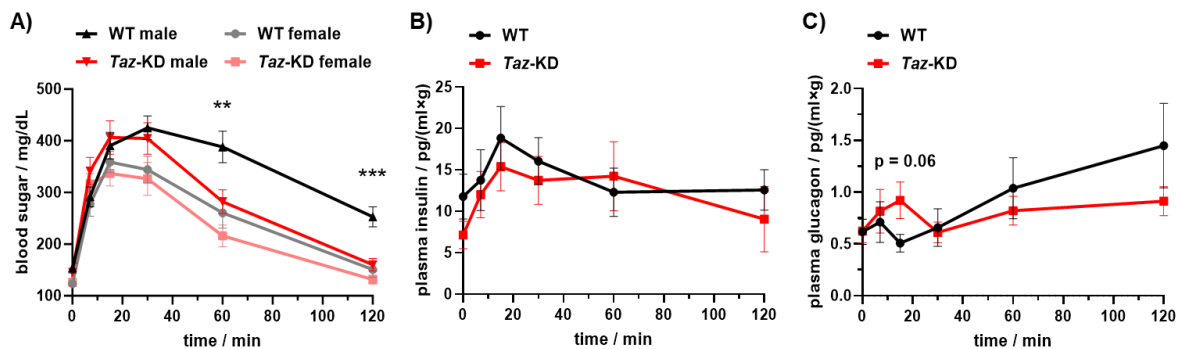 A)
WT male
WT female
Taz-KD male
Taz-KD female
blood sugar / mg/dL
500
400
300
200
100
**
***
0
20
40
60
80
100
120
time / min
B)
WT
Taz-KD
plasma insulin / pg/(ml×g)
25
20
15
10
5
0
0
20
40
60
80
100
120
time / min
C)
WT
Taz-KD
plasma glucagon / pg/(ml×g)
2.0
1.5
1.0
0.5
0.0
p = 0.06
0
20
40
60
80
100
120
time / min